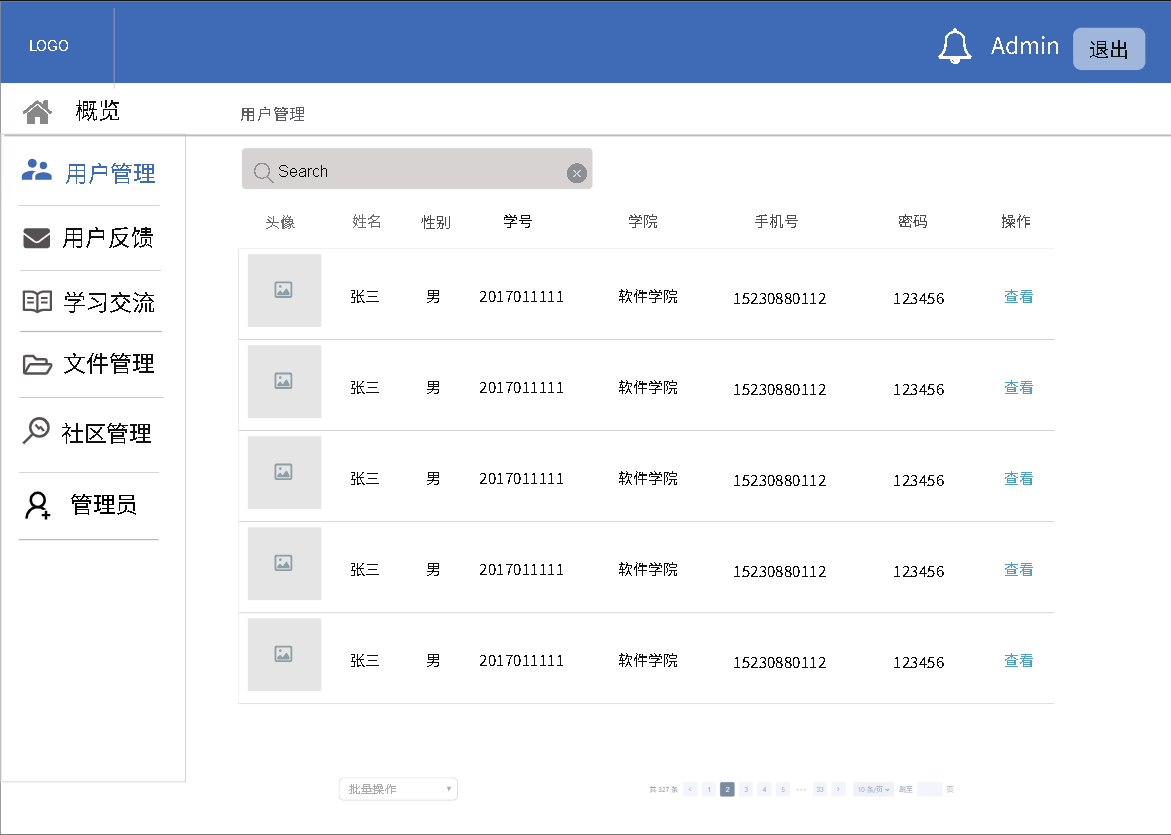 LOGO
Admin 退出
概览
用户管理
用户管理
用户反馈
学习交流
文件管理
社区管理
管理员
Search
头像 姓名 性别 学号 学院 手机号 密码 操作
张三 男 2017011111 软件学院 15230880112 123456 查看
张三 男 2017011111 软件学院 15230880112 123456 查看
张三 男 2017011111 软件学院 15230880112 123456 查看
张三 男 2017011111 软件学院 15230880112 123456 查看
张三 男 2017011111 软件学院 15230880112 123456 查看
批量操作 共 327 条 < 1 2 3 4 5 ··· 33 > 10 条/页 跳至 页